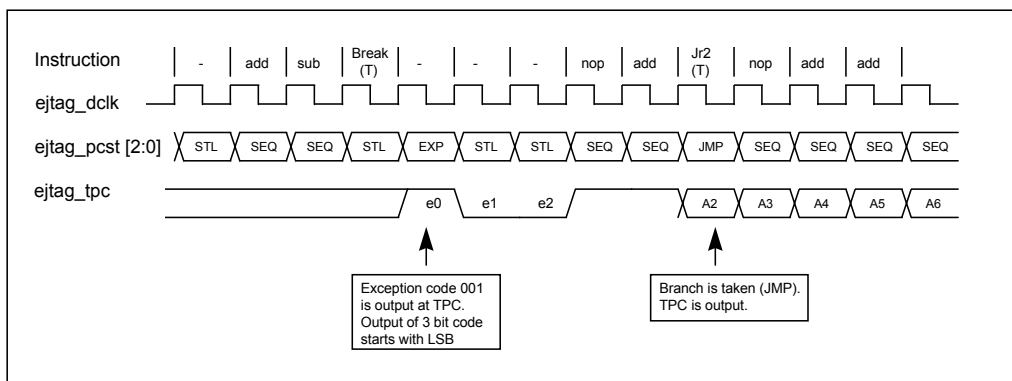 Instruction - add sub Break (T) - - - nop add Jr2 (T) nop add add
ejtag_dclk
ejtag_pcst [2:0] STL SEQ SEQ STL EXP STL STL SEQ SEQ JMP SEQ SEQ SEQ SEQ
ejtag_tpc e0 e1 e2 A2 A3 A4 A5 A6
Exception code 001
is output at TPC.
Output of 3 bit code
starts with LSB
Branch is taken (JMP).
TPC is output.